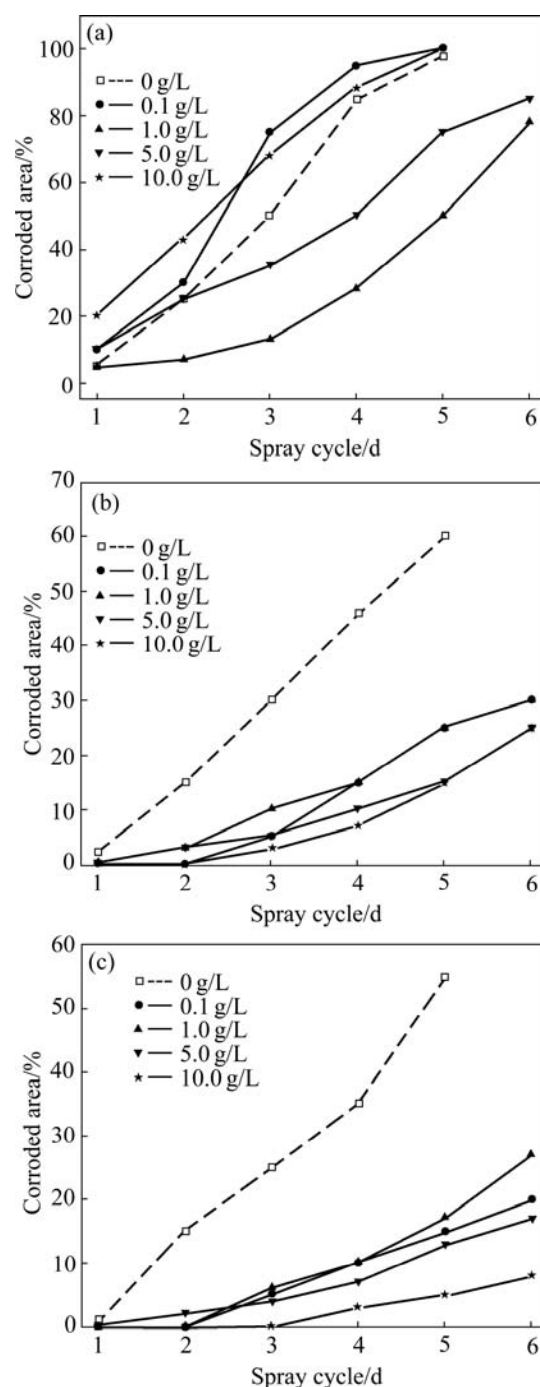 (a)
100
80
60
40
20
0
0 g/L
0.1 g/L
1.0 g/L
5.0 g/L
10.0 g/L
Corroded area/%
1 2 3 4 5 6
Spray cycle/d
(b)
70
60
50
40
30
20
10
0
0 g/L
0.1 g/L
1.0 g/L
5.0 g/L
10.0 g/L
Corroded area/%
1 2 3 4 5 6
Spray cycle/d
(c)
60
50
40
30
20
10
0
0 g/L
0.1 g/L
1.0 g/L
5.0 g/L
10.0 g/L
Corroded area/%
1 2 3 4 5 6
Spray cycle/d